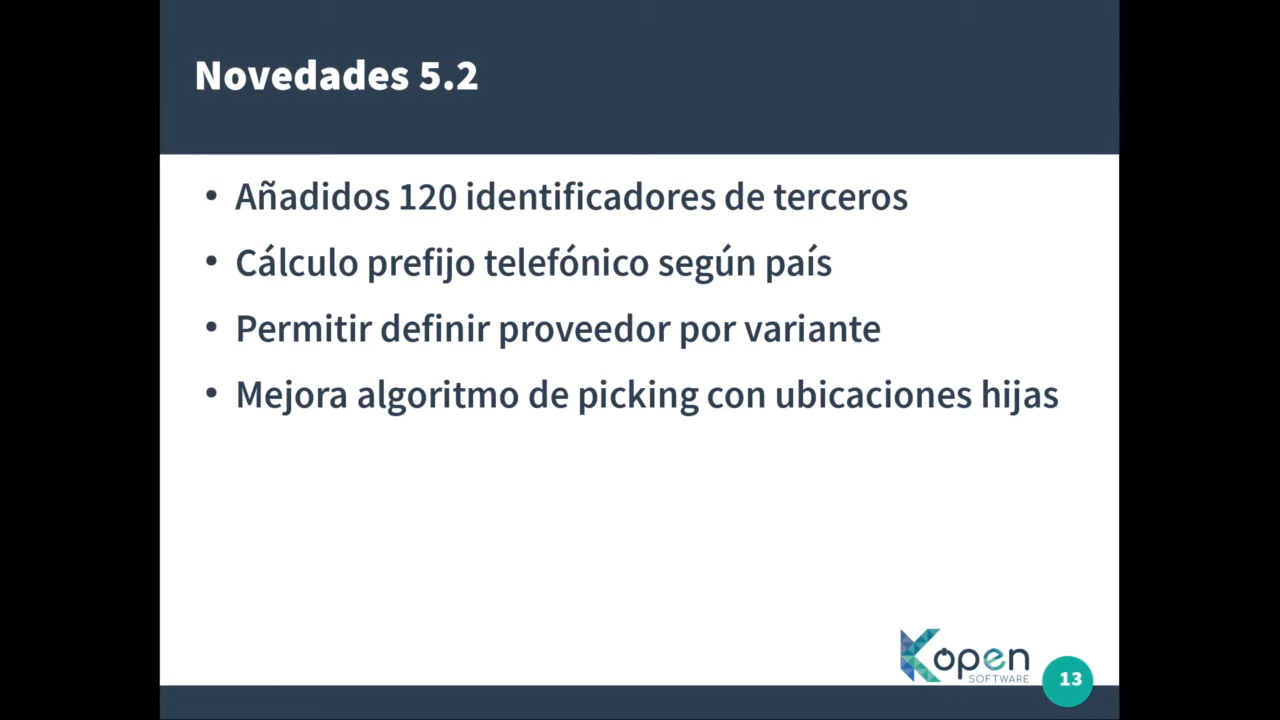 Novedades 5.2
• Añadidos 120 identificadores de terceros
• Cálculo prefijo telefónico según país
• Permitir definir proveedor por variante
• Mejora algoritmo de picking con ubicaciones hijas
Kopen
SOFTWARE
13